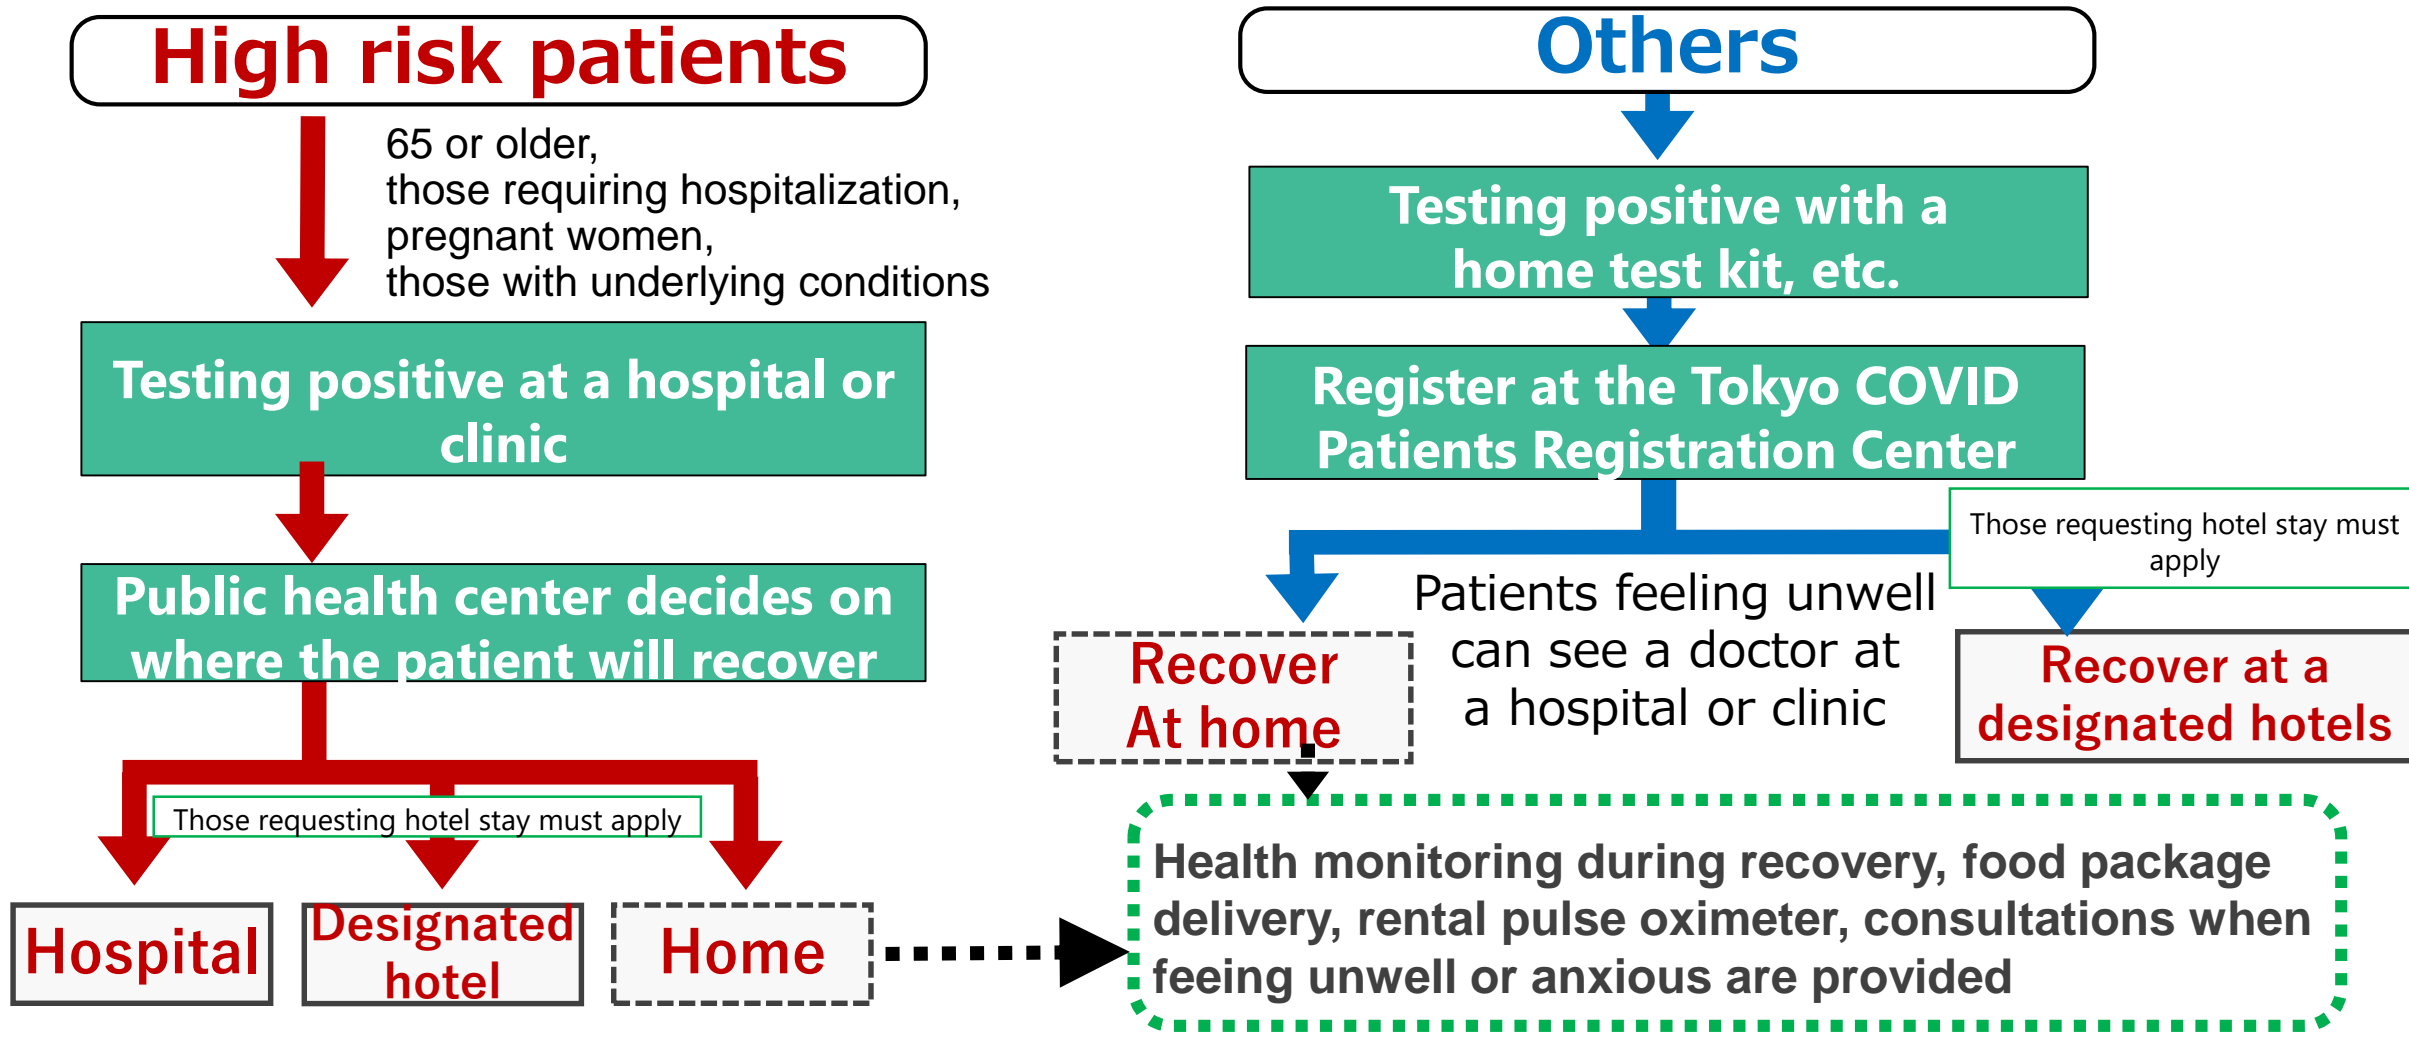 High risk patients
65 or older,
those requiring hospitalization,
pregnant women,
those with underlying conditions
Testing positive at a hospital or
clinic
Public health center decides on
where the patient will recover
Those requesting hotel stay must apply
Hospital
Designated
hotel
Home
Others
Testing positive with a
home test kit, etc.
Register at the Tokyo COVID
Patients Registration Center
Those requesting hotel stay must
apply
Patients feeling unwell
can see a doctor at
a hospital or clinic
Recover
At home
Recover at a
designated hotels
Health monitoring during recovery, food package
delivery, rental pulse oximeter, consultations when
feeing unwell or anxious are provided